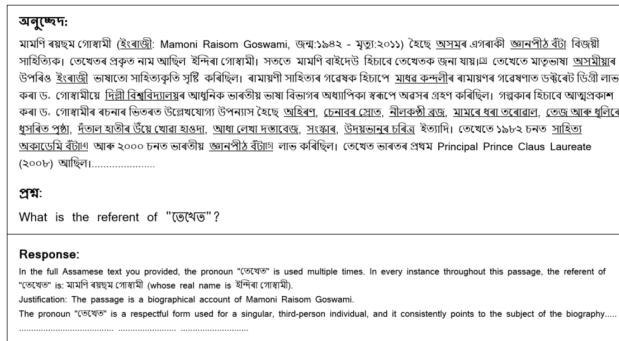 অনুচ্ছেদ:
মামণি ৰয়ছম গোস্বামী (ইংৰাজী: Mamoni Raisom Goswami, জন্ম:১৯৪২ - মৃত্যু:২০১১) হৈছে অসমৰ এগৰাকী জ্ঞানপীঠ বঁটা বিজয়ী
সাহিত্যিক। তেখেতৰ প্ৰকৃত নাম আছিল ইন্দিৰা গোস্বামী। সততে মামণি বাইদেউ হিচাবে তেখেতক জনা যায়।[2] তেখেতে মাতৃভাষা অসমীয়াৰ
উপৰিও ইংৰাজী ভাষাতো সাহিত্যকৃতি সৃষ্টি কৰিছিল। ৰামায়ণী সাহিত্যৰ গৱেষক হিচাপে মাধৱ কন্দলীৰ ৰামায়ণৰ গৱেষণাত ডক্টৰেট ডিগ্ৰী লাভ
কৰা ড. গোস্বামীয়ে দিল্লী বিশ্ববিদ্যালয়ৰ আধুনিক ভাৰতীয় ভাষা বিভাগৰ অধ্যাপিকা স্বৰূপে অৱসৰ গ্ৰহণ কৰিছিল। গল্পকাৰ হিচাবে আত্মপ্ৰকাশ
কৰা ড. গোস্বামীৰ ৰচনাৰ ভিতৰত উল্লেখযোগ্য উপন্যাস হৈছে অহিৰণ, চেনাবৰ সোঁত, নীলকণ্ঠী ব্ৰজ, মামৰে ধৰা তৰোৱাল, তেজ আৰু ধূলিৰে
ধূসৰিত পৃষ্ঠা, দঁতাল হাতীৰ উঁয়ে খোৱা হাওদা, আধা লেখা দস্তাবেজ, সংস্কাৰ, উদয়ভানুৰ চৰিত্ৰ ইত্যাদি। তেখেতে ১৯৮২ চনত সাহিত্য
অকাডেমি বঁটা[4] আৰু ২০০০ চনত ভাৰতীয় জ্ঞানপীঠ বঁটা[5] লাভ কৰিছিল। তেখেত ভাৰতৰ প্ৰথম Principal Prince Claus Laureate
(২০০৮) আছিল।......................
প্ৰশ্ন:
What is the referent of "তেখেত"?
Response:
In the full Assamese text you provided, the pronoun "তেখেত" is used multiple times. In every instance throughout this passage, the referent of
"তেখেত" is: মামণি ৰয়ছম গোস্বামী (whose real name is ইন্দিৰা গোস্বামী).
Justification: The passage is a biographical account of Mamoni Raisom Goswami.
The pronoun "তেখেত" is a respectful form used for a singular, third-person individual, and it consistently points to the subject of the biography.....
....................................... ........................ ............................